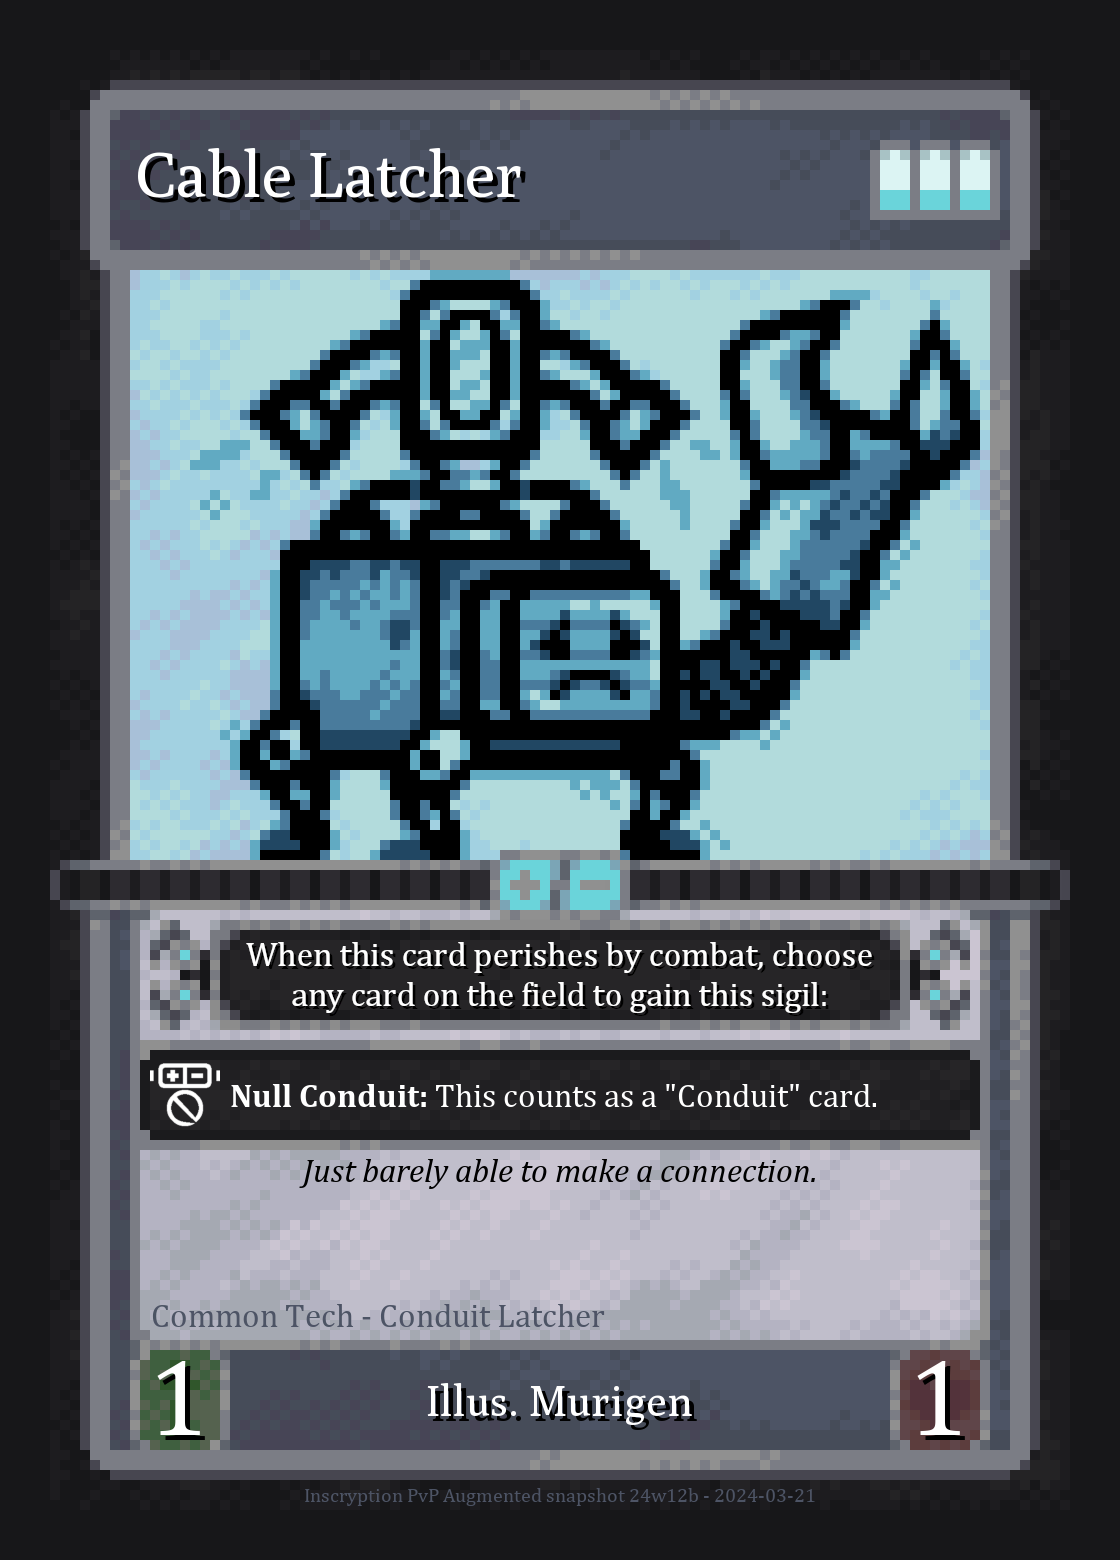 Cable Latcher
When this card perishes by combat, choose
any card on the field to gain this sigil:
Null Conduit: This counts as a "Conduit" card.
Just barely able to make a connection.
Common Tech - Conduit Latcher
1
Illus. Murigen
1
Inscryption PvP Augmented snapshot 24w12b - 2024-03-21